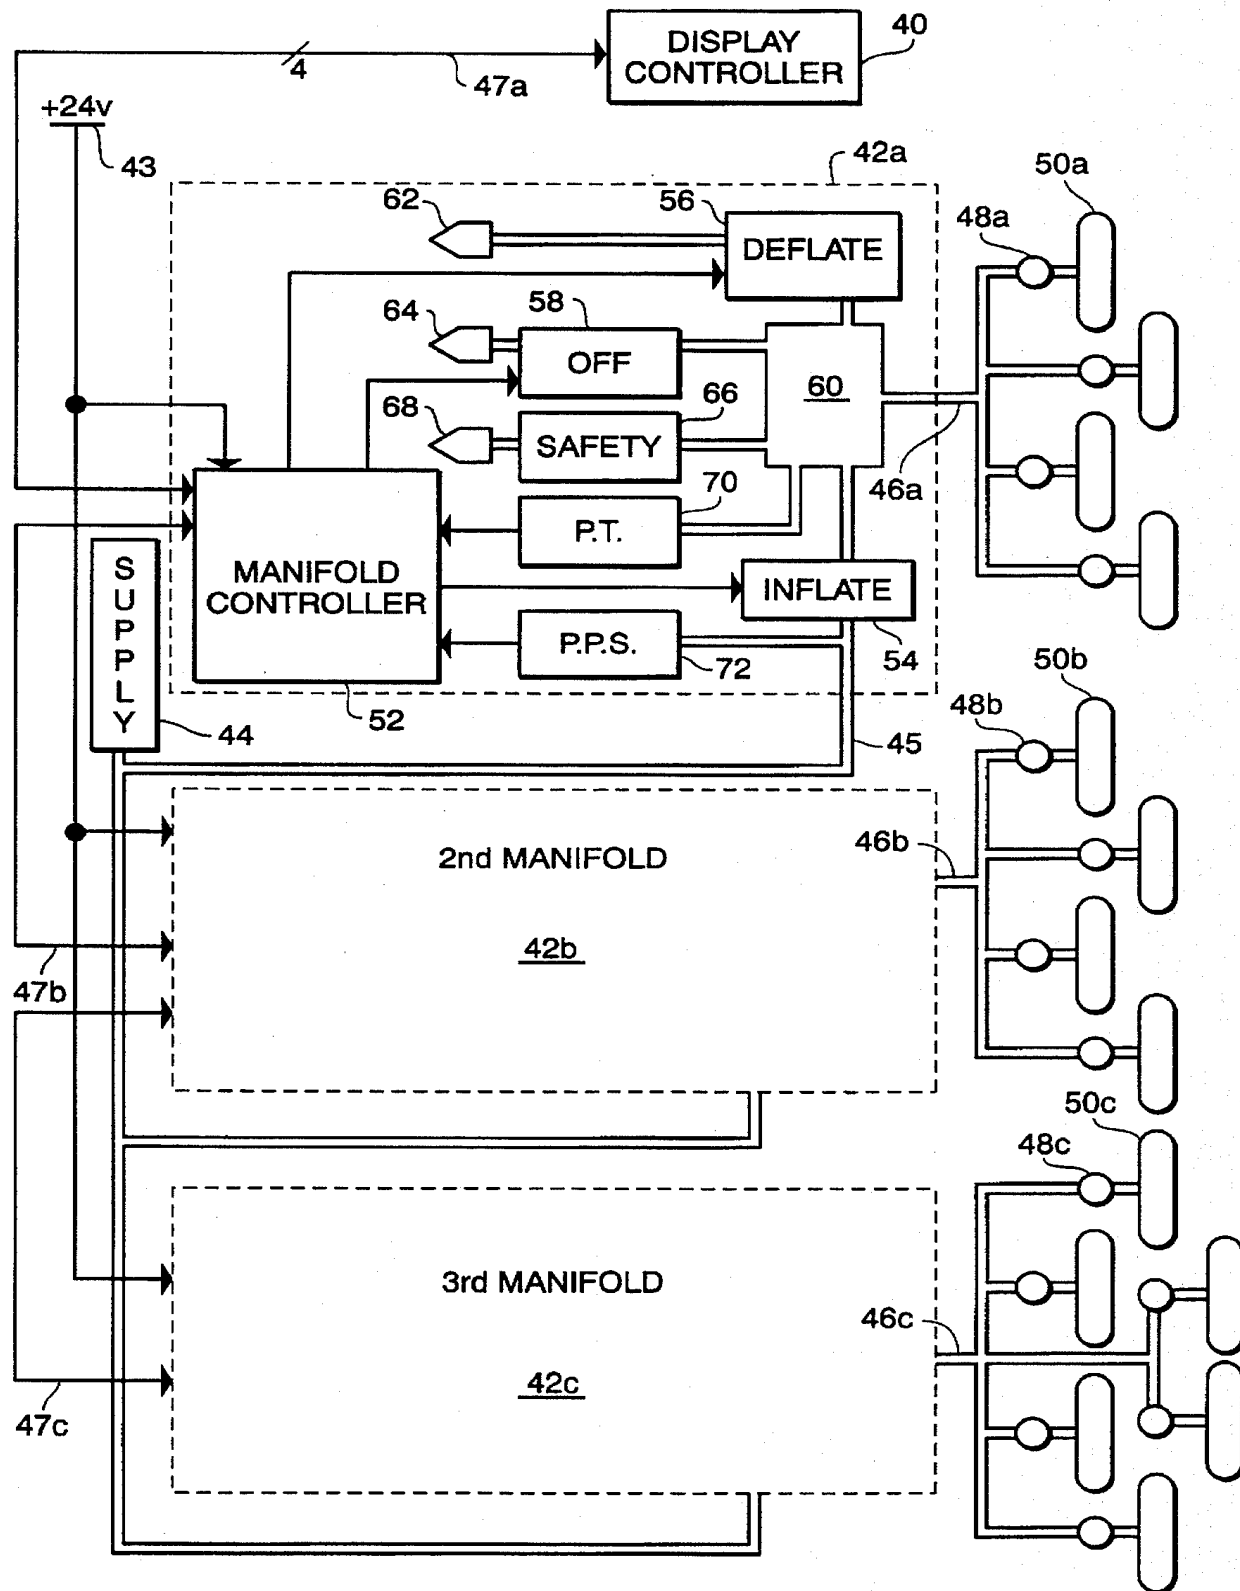 DISPLAY
CONTROLLER
40
4
47a
+24v
43
42a
50a
62
56
48a
DEFLATE
64
58
OFF
60
68
66
SAFETY
46a
70
P.T.
SUPPLY
MANIFOLD
CONTROLLER
INFLATE
P.P.S.
72
54
50b
52
44
48b
45
2nd MANIFOLD
46b
42b
47b
50c
48c
3rd MANIFOLD
46c
42c
47c